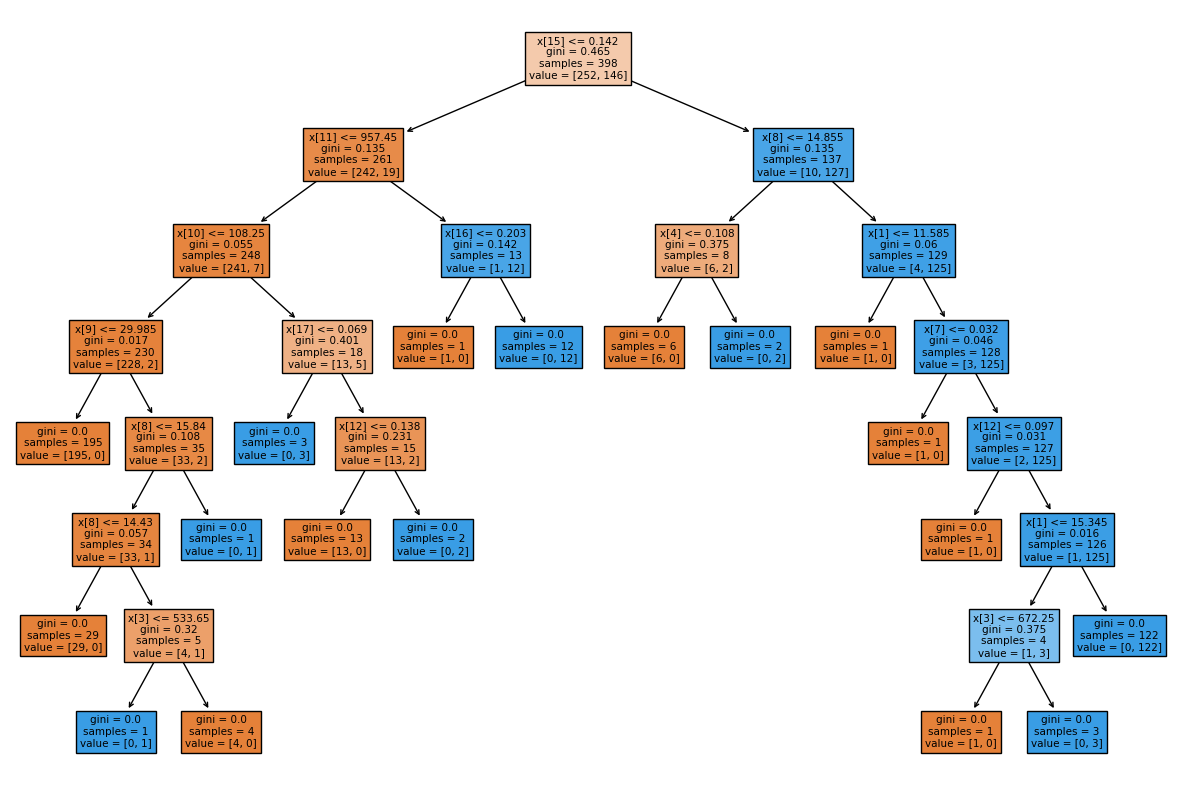 x[15] <= 0.142
gini = 0.465
samples = 398
value = [252, 146]
x[11] <= 957.45
gini = 0.135
samples = 261
value = [242, 19]
x[8] <= 14.855
gini = 0.135
samples = 137
value = [10, 127]
x[10] <= 108.25
gini = 0.055
samples = 248
value = [241, 7]
x[16] <= 0.203
gini = 0.142
samples = 13
value = [1, 12]
x[4] <= 0.108
gini = 0.375
samples = 8
value = [6, 2]
x[1] <= 11.585
gini = 0.06
samples = 129
value = [4, 125]
x[9] <= 29.985
gini = 0.017
samples = 230
value = [228, 2]
x[17] <= 0.069
gini = 0.401
samples = 18
value = [13, 5]
gini = 0.0
samples = 1
value = [1, 0]
gini = 0.0
samples = 12
value = [0, 12]
gini = 0.0
samples = 6
value = [6, 0]
gini = 0.0
samples = 2
value = [0, 2]
gini = 0.0
samples = 1
value = [1, 0]
x[7] <= 0.032
gini = 0.046
samples = 128
value = [3, 125]
gini = 0.0
samples = 195
value = [195, 0]
x[8] <= 15.84
gini = 0.108
samples = 35
value = [33, 2]
gini = 0.0
samples = 3
value = [0, 3]
x[12] <= 0.138
gini = 0.231
samples = 15
value = [13, 2]
gini = 0.0
samples = 1
value = [1, 0]
x[12] <= 0.097
gini = 0.031
samples = 127
value = [2, 125]
x[8] <= 14.43
gini = 0.057
samples = 34
value = [33, 1]
gini = 0.0
samples = 1
value = [0, 1]
gini = 0.0
samples = 13
value = [13, 0]
gini = 0.0
samples = 2
value = [0, 2]
gini = 0.0
samples = 1
value = [1, 0]
x[1] <= 15.345
gini = 0.016
samples = 126
value = [1, 125]
gini = 0.0
samples = 29
value = [29, 0]
x[3] <= 533.65
gini = 0.32
samples = 5
value = [4, 1]
x[3] <= 672.25
gini = 0.375
samples = 4
value = [1, 3]
gini = 0.0
samples = 122
value = [0, 122]
gini = 0.0
samples = 1
value = [0, 1]
gini = 0.0
samples = 4
value = [4, 0]
gini = 0.0
samples = 1
value = [1, 0]
gini = 0.0
samples = 3
value = [0, 3]